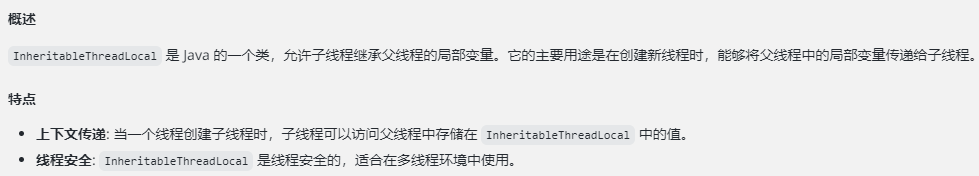 概述
InheritableThreadLocal 是 Java 的一个类，允许子线程继承父线程的局部变量。它的主要用途是在创建新线程时，能够将父线程中的局部变量传递给子线程。
特点
• 上下文传递: 当一个线程创建子线程时，子线程可以访问父线程中存储在 InheritableThreadLocal 中的值。
• 线程安全: InheritableThreadLocal 是线程安全的，适合在多线程环境中使用。